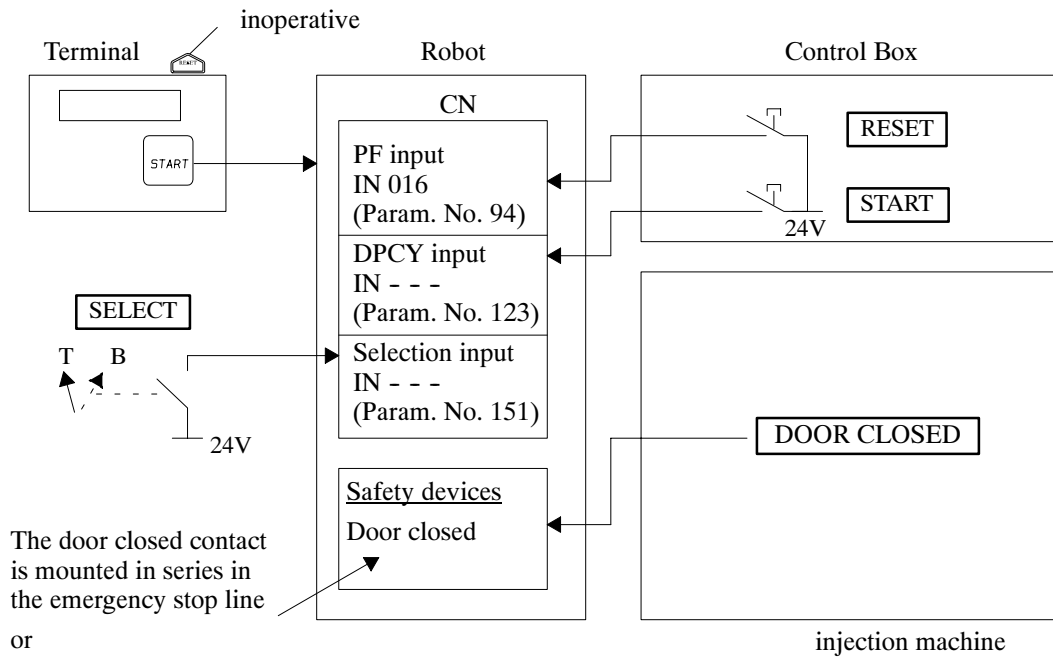 inoperative
Terminal
Robot
Control Box
RESET
CN
RESET
PF input
START
IN 016
(Param. No. 94)
START
24V
DPCY input
IN - - -
(Param. No. 123)
SELECT
T B
Selection input
IN - - -
(Param. No. 151)
24V
DOOR CLOSED
Safety devices
Door closed
The door closed contact
is mounted in series in
the emergency stop line
or
injection machine